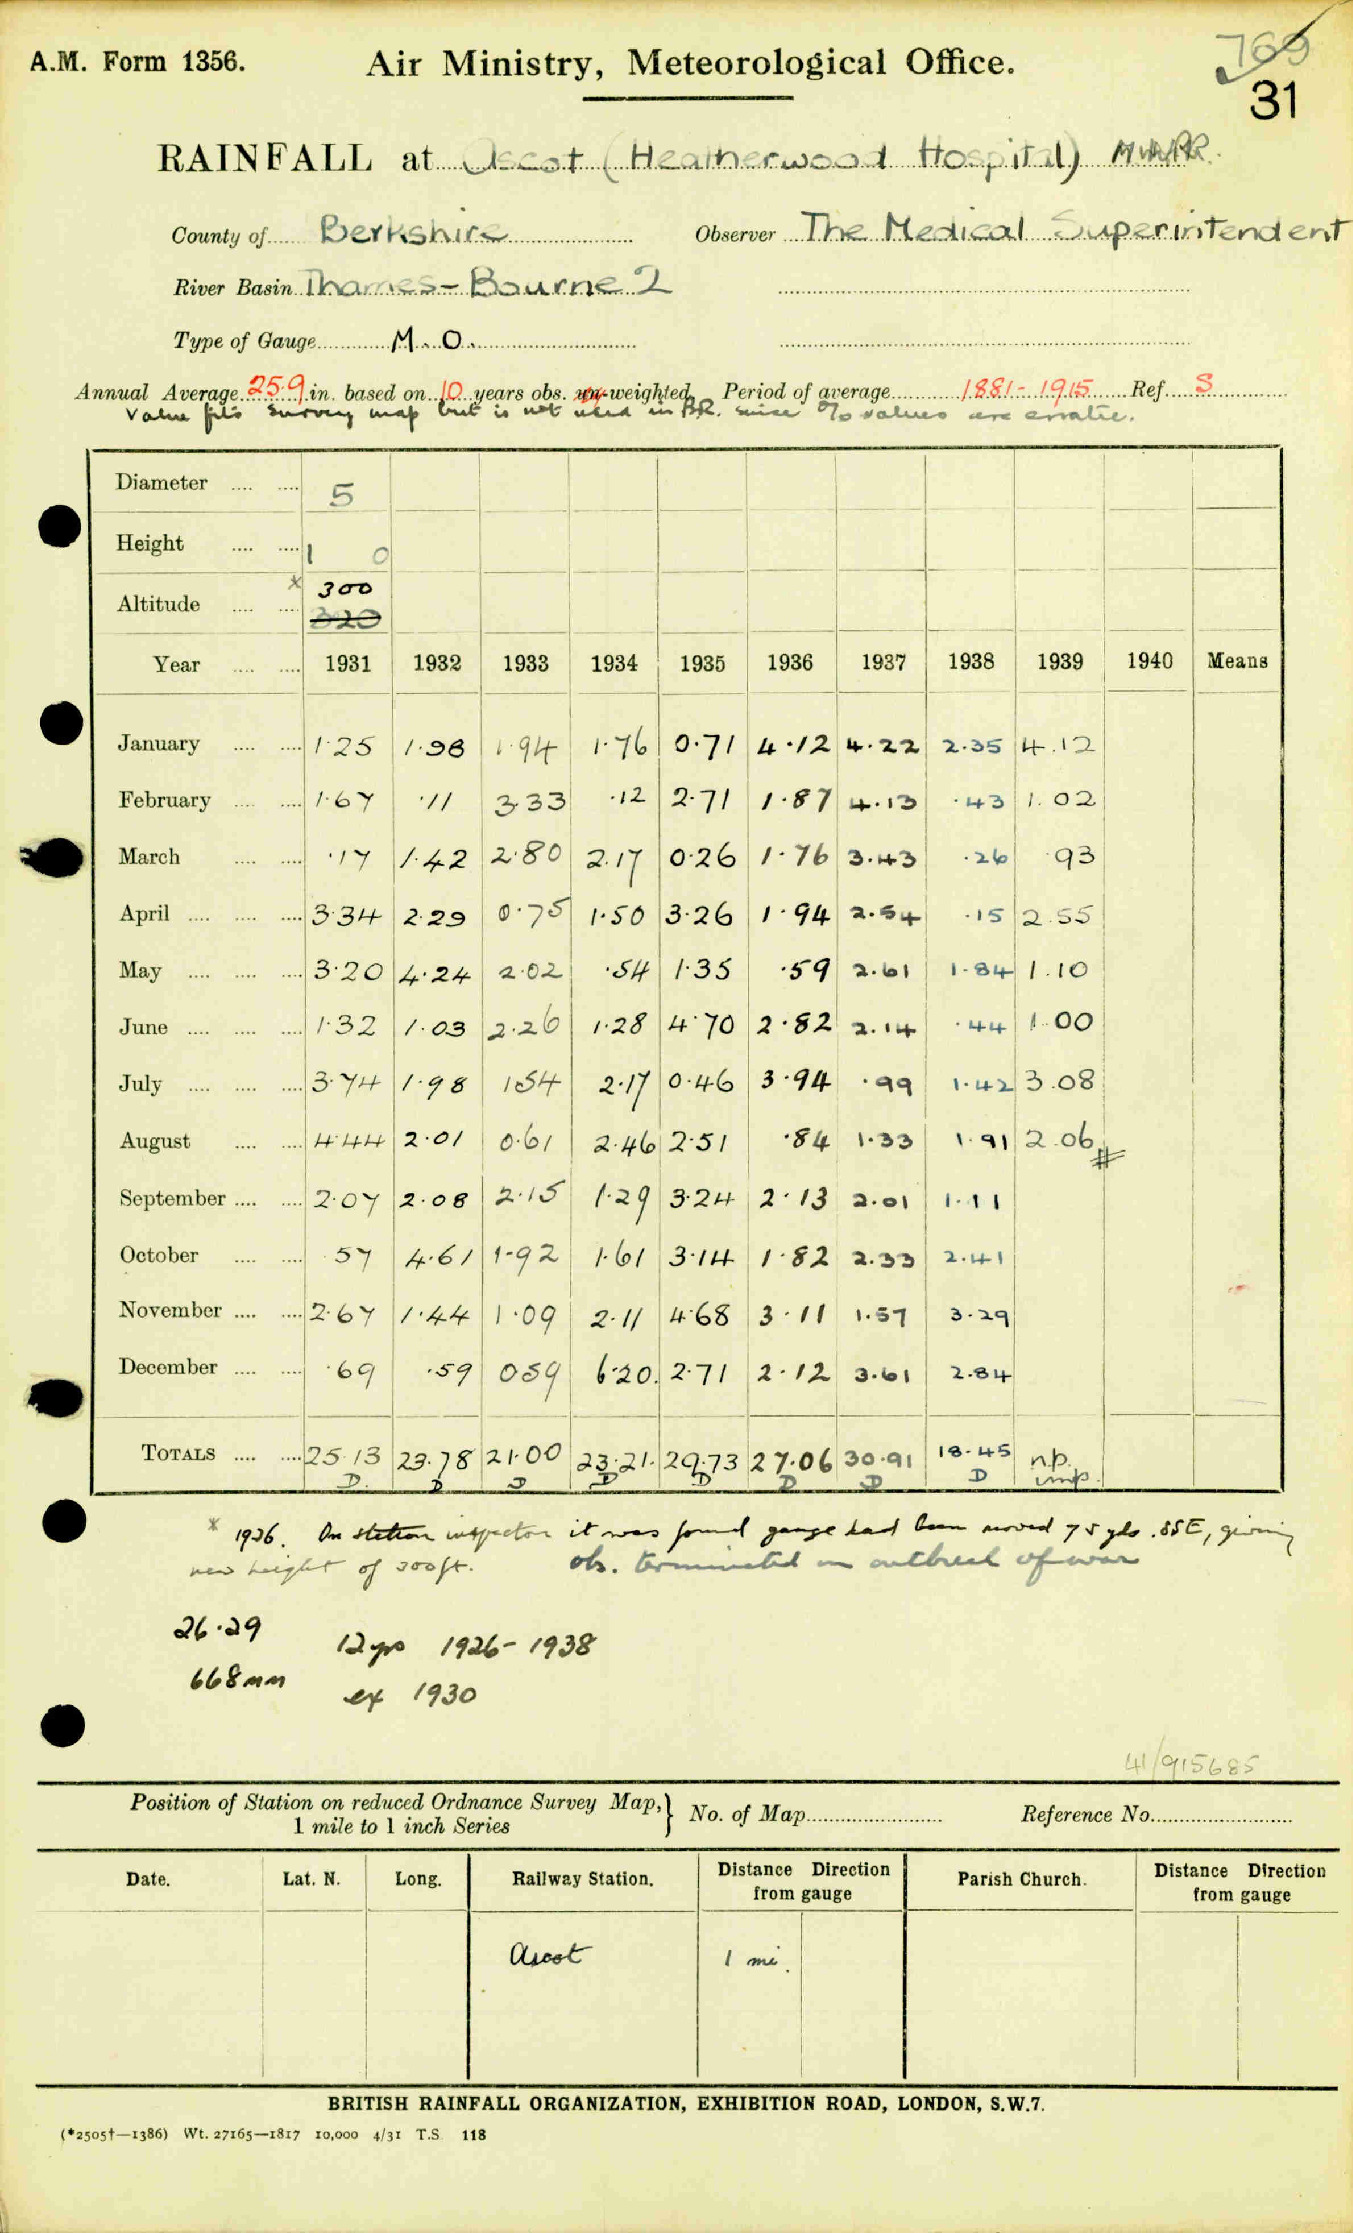 769
A.M. Form 1356. Air Ministry, Meteorological Office.
31
RAINFALL at Ascot (Heatherwood Hospital)
County of Berkshire Observer The Medical Superintendent
River Basin Thames - Bourne 2
Type of Gauge M.O.
Annual Average 25.9 in. based on 10 years obs. un-weighted Period of average 1881-1915 Ref. S
Value fits survey map but is not used in B.R. since % values are erratic.
Diameter .... .... 5
Height .... .... 1 0
Altitude .... .... x 300
320
Year .... .... 1931 1932 1933 1934 1935 1936 1937 1938 1939 1940 Means
January .... .... 1.25 1.98 1.94 1.76 0.71 4.12 4.22 2.35 4.12
February .... .... 1.67 .11 3.33 .12 2.71 1.87 4.13 .43 1.02
March .... .... .17 1.42 2.80 2.17 0.26 1.76 3.43 .26 .93
April .... .... .... 3.34 2.29 0.75 1.50 3.26 1.94 2.54 .15 2.55
May .... .... .... 3.20 4.24 2.02 .54 1.35 .59 2.61 1.84 1.10
June .... .... .... 1.32 1.03 2.26 1.28 4.70 2.82 2.14 .44 1.00
July .... .... .... 3.74 1.98 1.54 2.17 0.46 3.94 .99 1.42 3.08
August .... .... 4.44 2.01 0.61 2.46 2.51 .84 1.33 1.91 2.06 #
September .... .... 2.07 2.08 2.15 1.29 3.24 2.13 2.01 1.11
October .... .... 57 4.61 1.92 1.61 3.14 1.82 2.33 2.41
November .... .... 2.67 1.44 1.09 2.11 4.68 3.11 1.57 3.29
December .... .... .69 .59 0.59 6.20 2.71 2.12 3.61 2.84
TOTALS .... .... 25.13 23.78 21.00 23.21 29.73 27.06 30.91 18.45 n.p.
D D D D D D D D imp.
x 1936. On station inspection it was found gauge had been moved 75 yds. SSE, giving
new height of 300ft. obs. terminated on outbreak of war
26.29 12 yrs 1926-1938
668mm ex 1930
41/915685
Position of Station on reduced Ordnance Survey Map, } No. of Map Reference No.
1 mile to 1 inch Series
Date. Lat. N. Long. Railway Station. Distance Direction from gauge Parish Church. Distance Direction from gauge
Ascot 1 mi.
BRITISH RAINFALL ORGANIZATION, EXHIBITION ROAD, LONDON, S.W.7.
(*2505†—1386) Wt. 27165—1817 10,000 4/31 T.S. 118